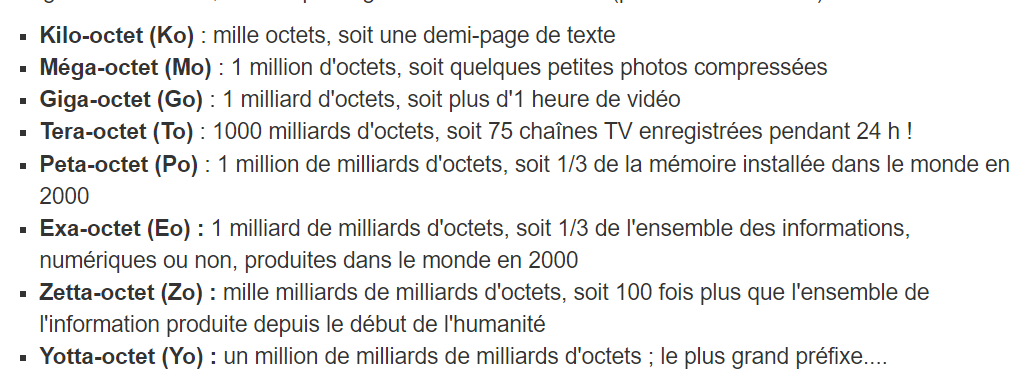 Kilo-octet (Ko) : mille octets, soit une demi-page de texte
Méga-octet (Mo) : 1 million d'octets, soit quelques petites photos compressées
Giga-octet (Go) : 1 milliard d'octets, soit plus d'1 heure de vidéo
Tera-octet (To) : 1000 milliards d'octets, soit 75 chaînes TV enregistrées pendant 24 h !
Peta-octet (Po) : 1 million de milliards d'octets, soit 1/3 de la mémoire installée dans le monde en
2000
Exa-octet (Eo) : 1 milliard de milliards d'octets, soit 1/3 de l'ensemble des informations,
numériques ou non, produites dans le monde en 2000
Zetta-octet (Zo) : mille milliards de milliards d'octets, soit 100 fois plus que l'ensemble de
l'information produite depuis le début de l'humanité
Yotta-octet (Yo) : un million de milliards de milliards d'octets ; le plus grand préfixe....